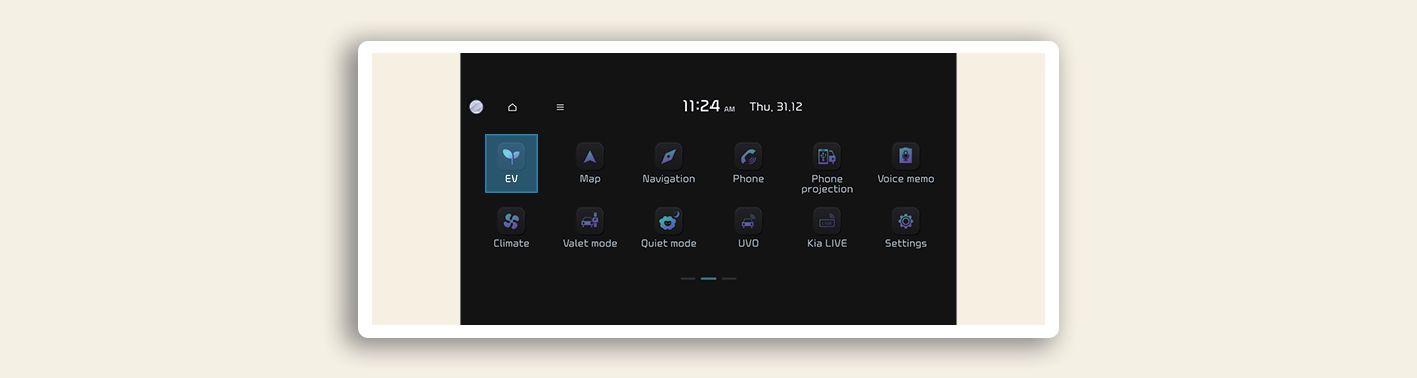 11:24 AM Thu, 31.12
EV Map Navigation Phone Phone projection Voice memo
Climate Valet mode Quiet mode UVO Kia LIVE Settings